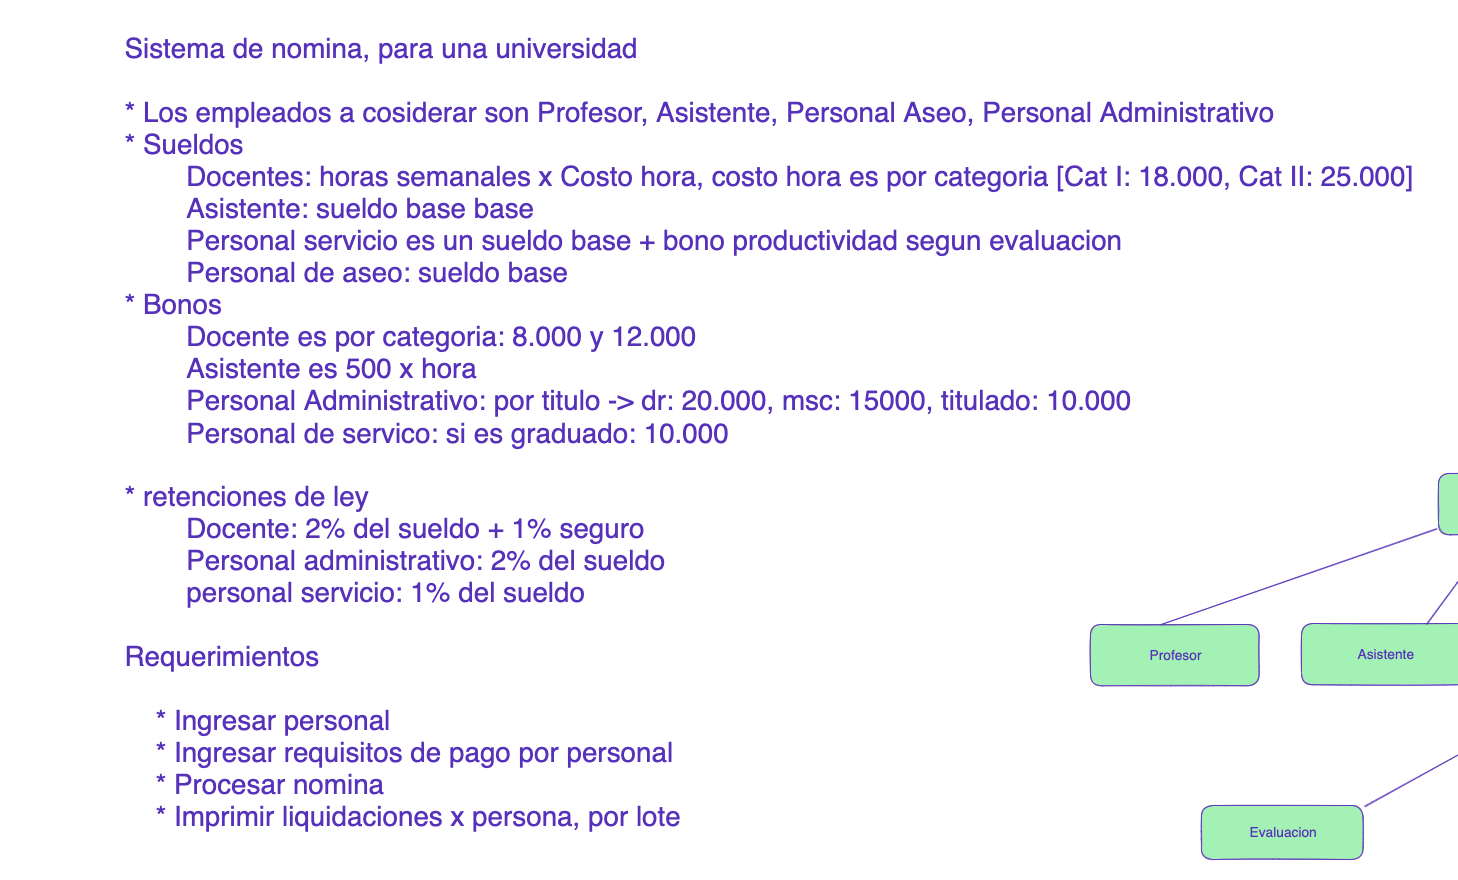 Sistema de nomina, para una universidad
* Los empleados a cosiderar son Profesor, Asistente, Personal Aseo, Personal Administrativo
* Sueldos
Docentes: horas semanales x Costo hora, costo hora es por categoria [Cat I: 18.000, Cat II: 25.000]
Asistente: sueldo base base
Personal servicio es un sueldo base + bono productividad segun evaluacion
Personal de aseo: sueldo base
* Bonos
Docente es por categoria: 8.000 y 12.000
Asistente es 500 x hora
Personal Administrativo: por titulo -> dr: 20.000, msc: 15000, titulado: 10.000
Personal de servico: si es graduado: 10.000
* retenciones de ley
Docente: 2% del sueldo + 1% seguro
Personal administrativo: 2% del sueldo
personal servicio: 1% del sueldo
Requerimientos
* Ingresar personal
* Ingresar requisitos de pago por personal
* Procesar nomina
* Imprimir liquidaciones x persona, por lote
Profesor
Asistente
Evaluacion